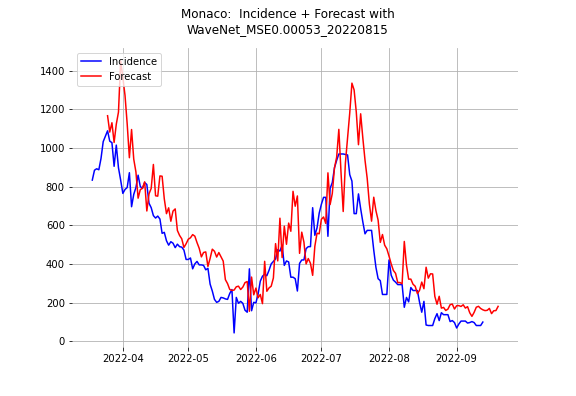 Monaco:  Incidence + Forecast with
WaveNet_MSE0.00053_20220815
Incidence
Forecast
1400
1200
1000
800
600
400
200
0
2022-04 2022-05 2022-06 2022-07 2022-08 2022-09